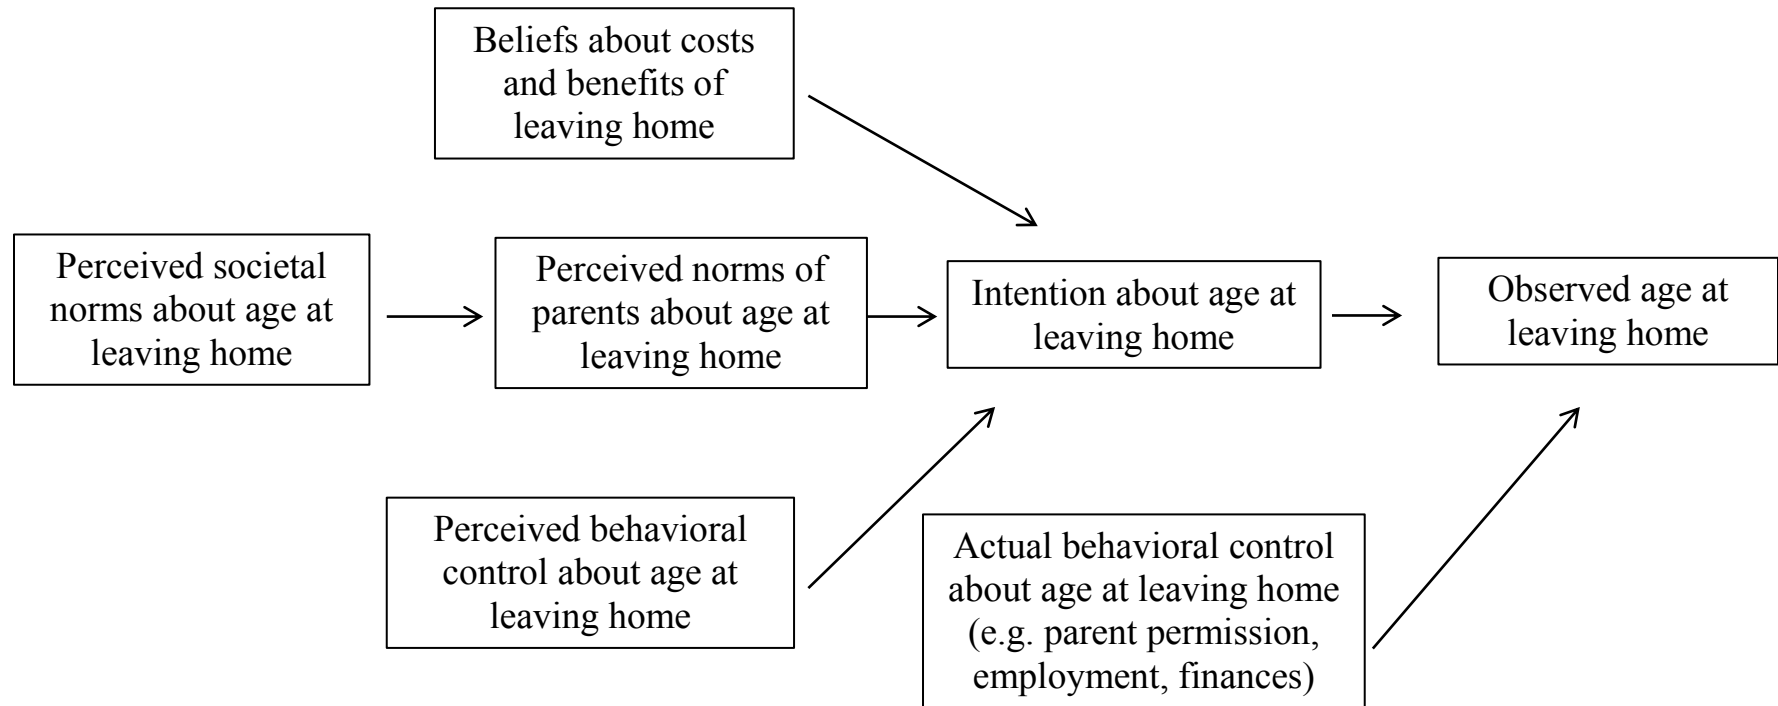 Beliefs about costs
and benefits of
leaving home
Perceived societal
norms about age at
leaving home
Perceived norms of
parents about age at
leaving home
Intention about age at
leaving home
Observed age at
leaving home
Perceived behavioral
control about age at
leaving home
Actual behavioral control
about age at leaving home
(e.g. parent permission,
employment, finances)